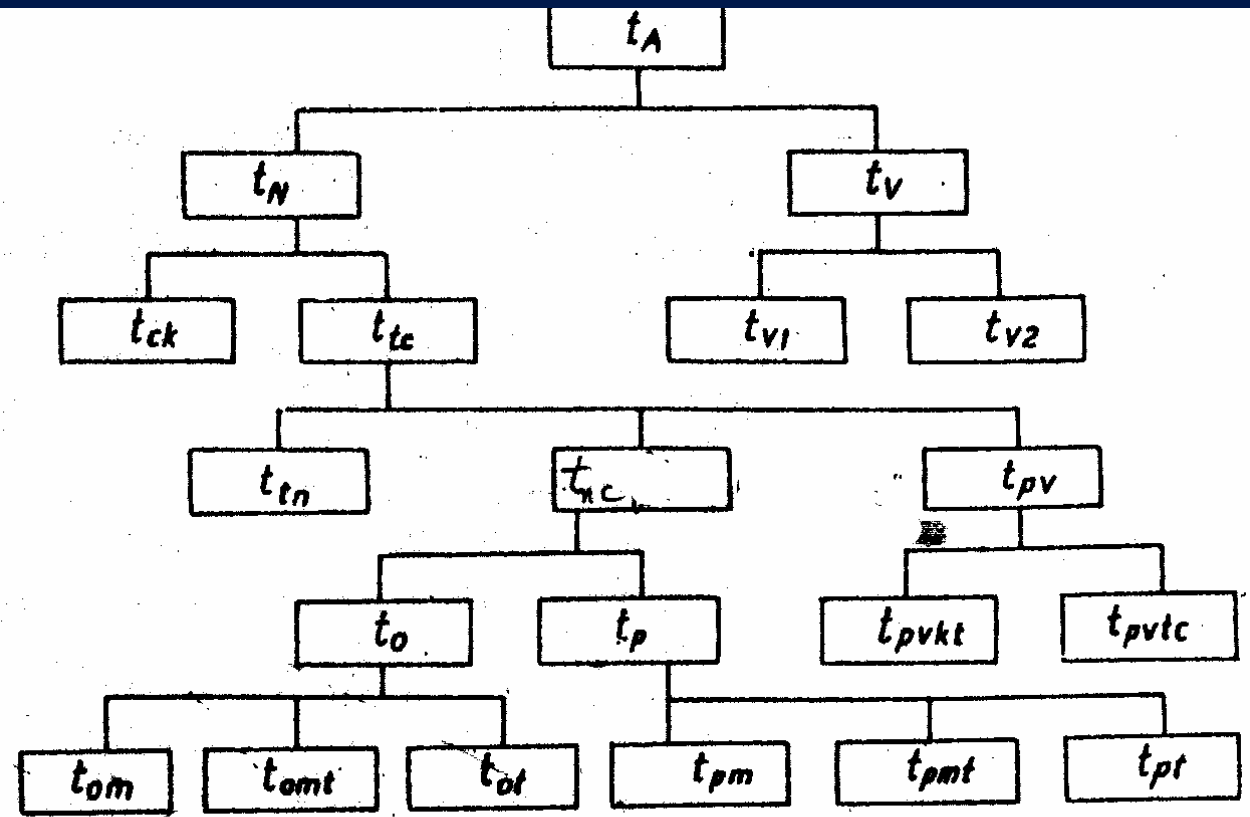 t_A
t_N t_V
t_ck t_tc t_v1 t_v2
t_tn t_nc t_pv
t_o t_p t_pvkt t_pvtc
t_om t_omt t_ot t_pm t_pmt t_pt